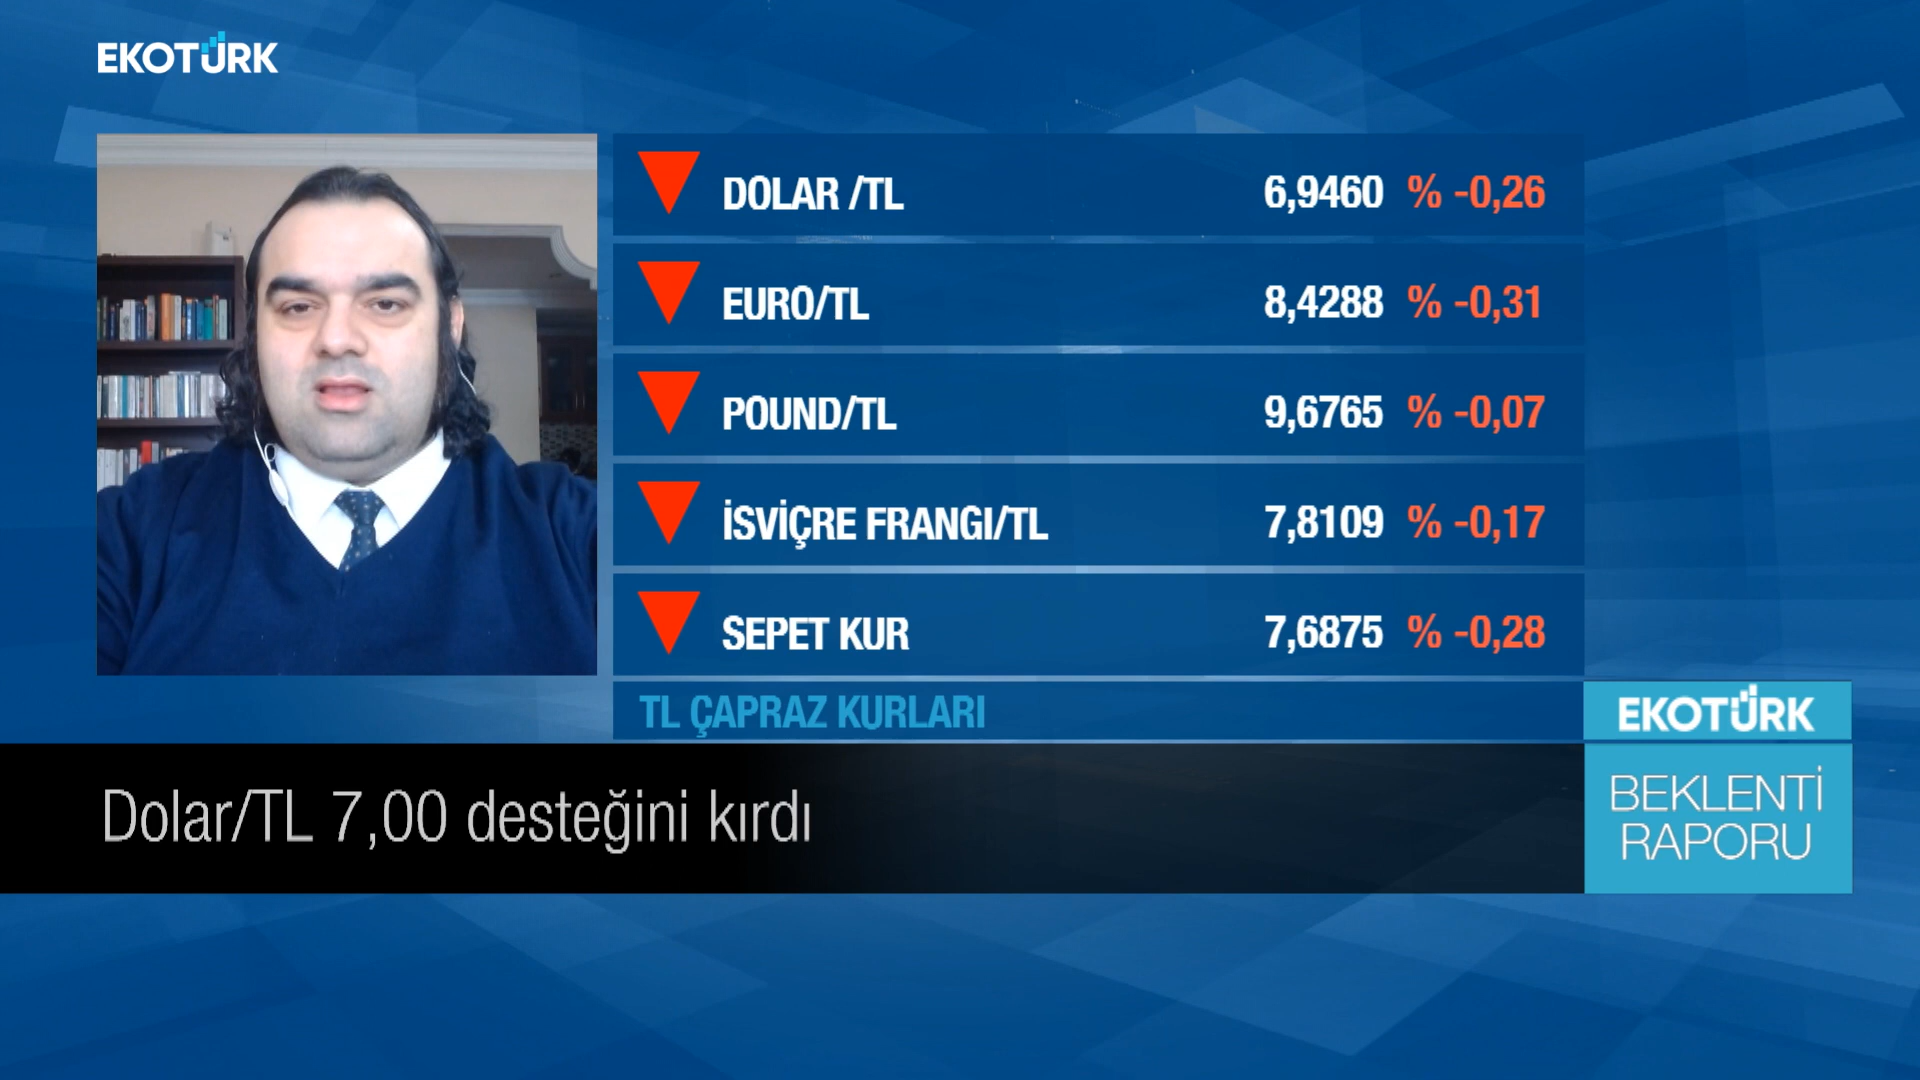 EKOTÜRK
DOLAR /TL 6,9460 % -0,26
EURO/TL 8,4288 % -0,31
POUND/TL 9,6765 % -0,07
İSVİÇRE FRANGI/TL 7,8109 % -0,17
SEPET KUR 7,6875 % -0,28
TL ÇAPRAZ KURLARI
EKOTÜRK
Dolar/TL 7,00 desteğini kırdı
BEKLENTİ
RAPORU